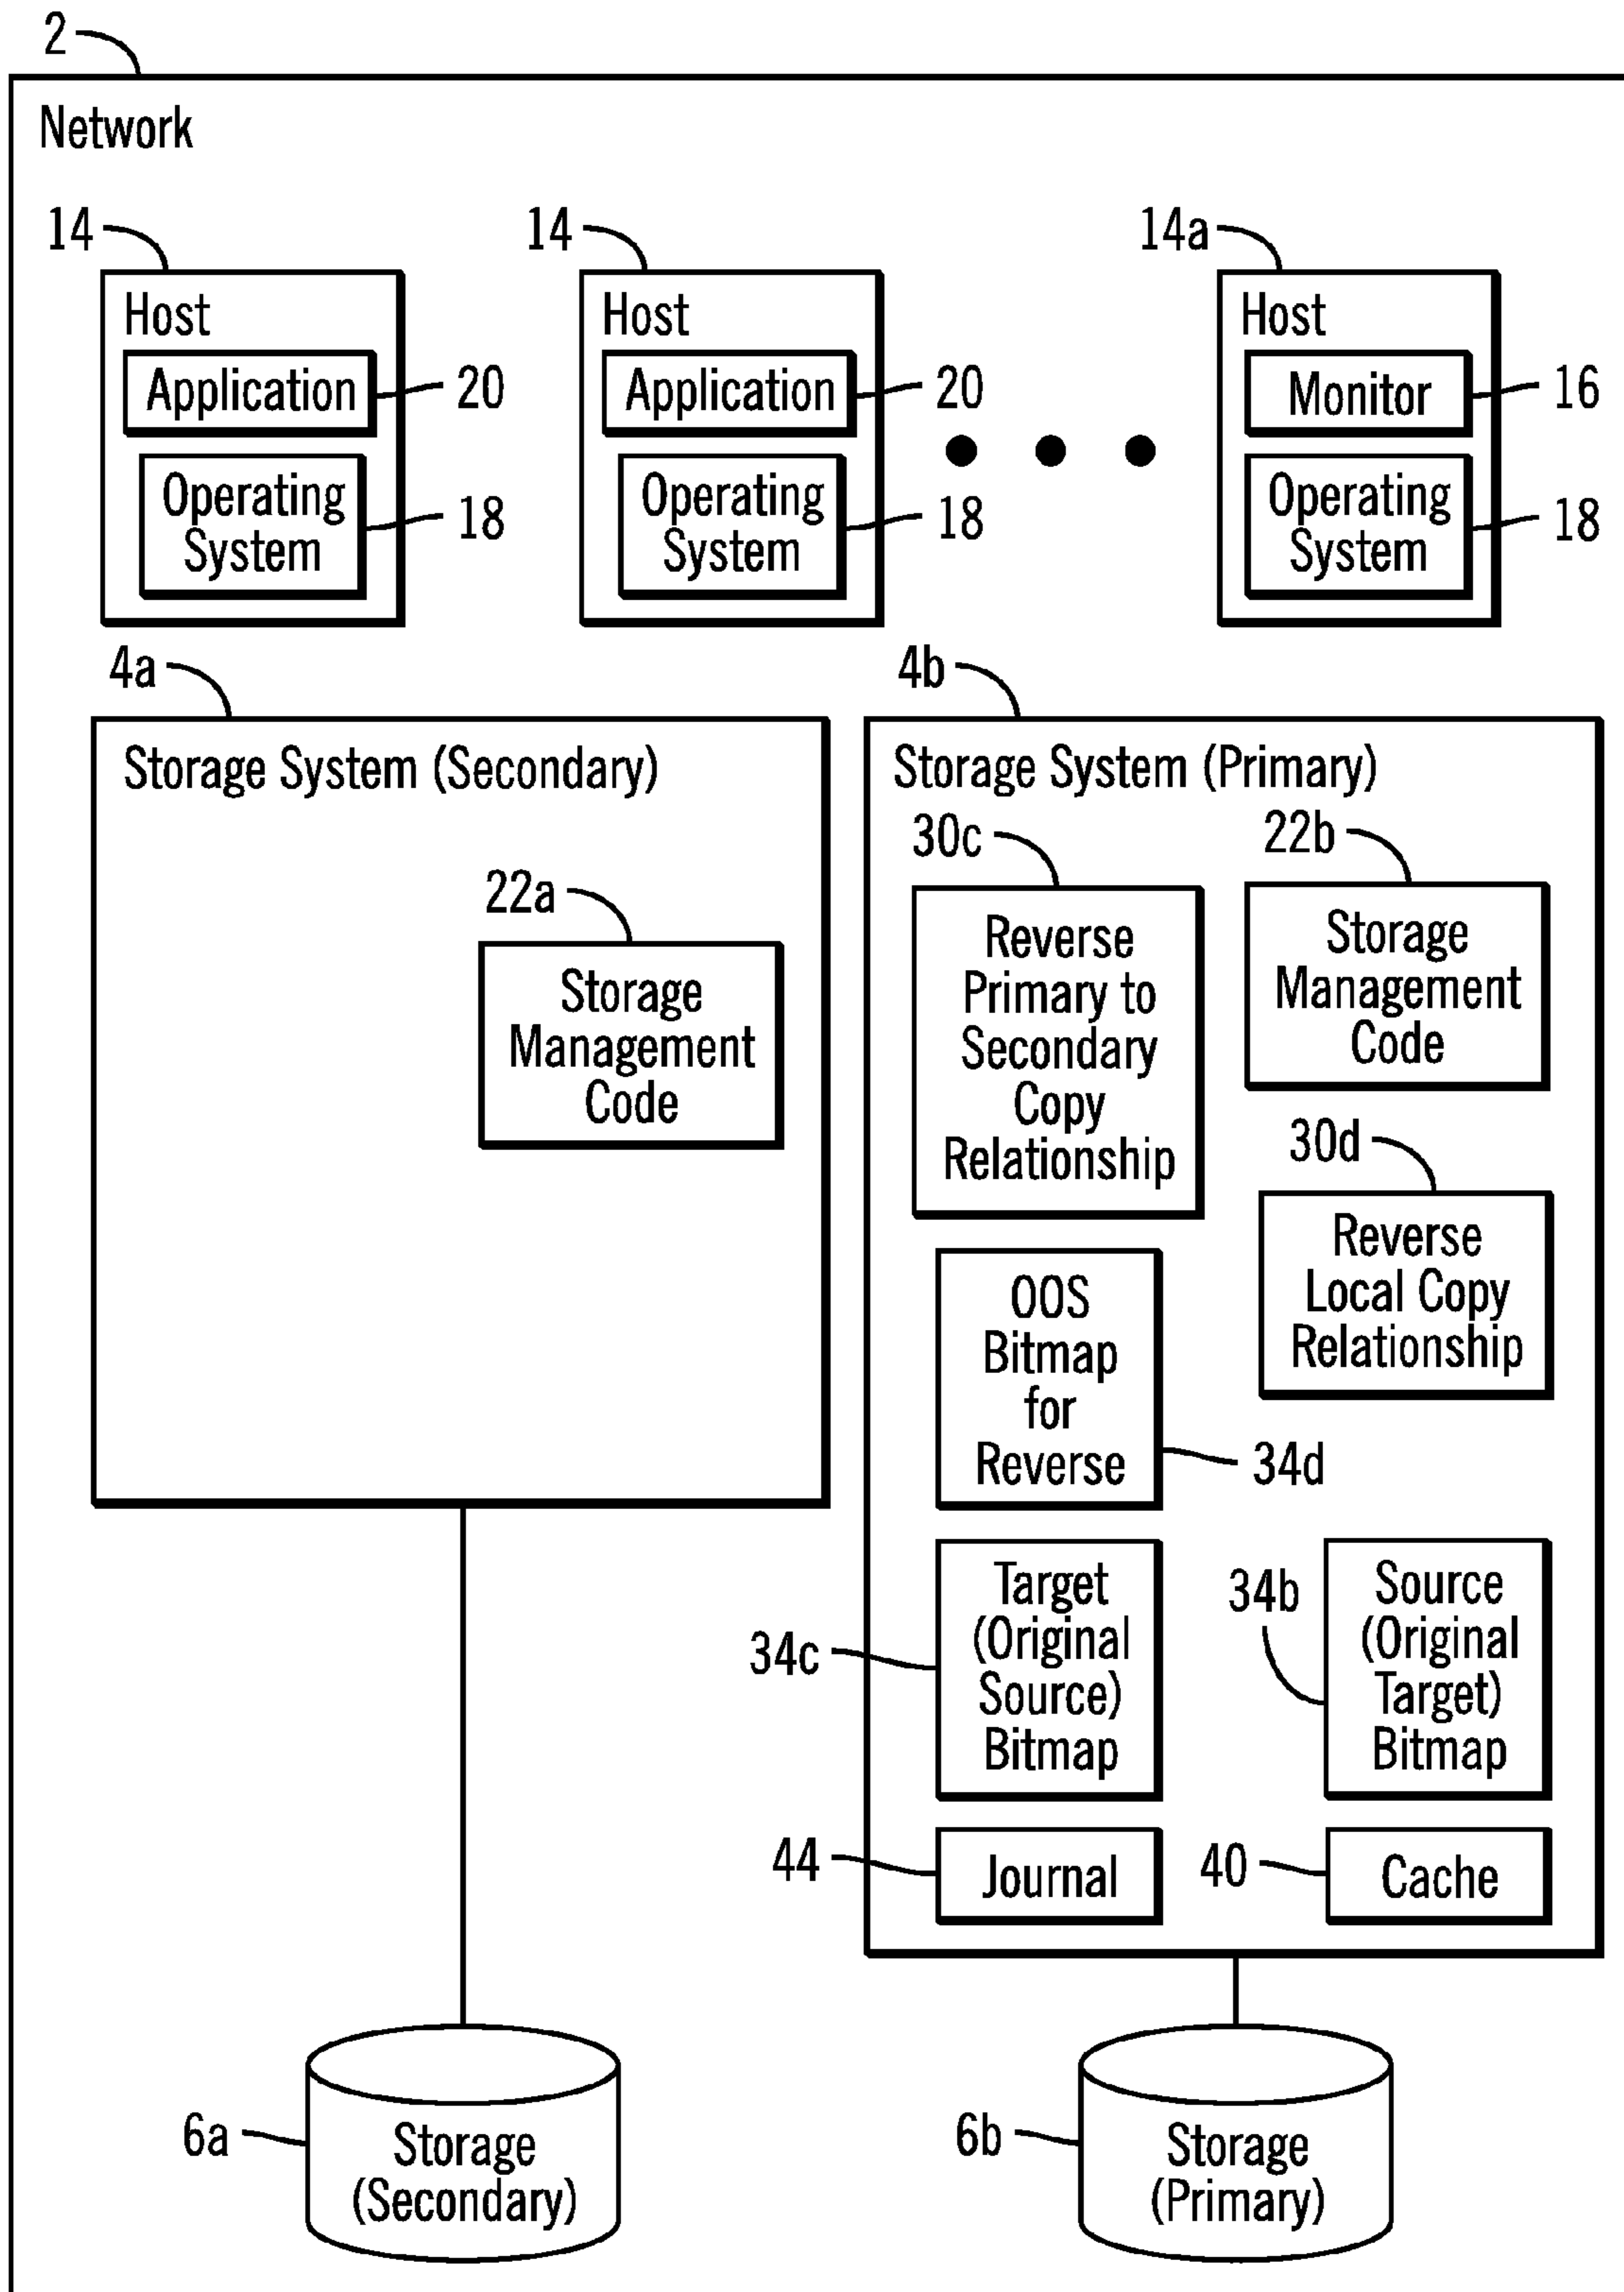 2
Network
14
14
14a
Host
Host
Host
Application
20
Application
20
Monitor
16
Operating
System
18
Operating
System
18
Operating
System
18
4a
4b
Storage System (Secondary)
22a
Storage
Management
Code
Storage System (Primary)
30c
22b
Reverse
Primary to
Secondary
Copy
Relationship
Storage
Management
Code
30d
Reverse
Local Copy
Relationship
OOS
Bitmap
for
Reverse
34d
34c
Target
(Original
Source)
Bitmap
34b
Source
(Original
Target)
Bitmap
44
Journal
40
Cache
6a
Storage
(Secondary)
6b
Storage
(Primary)